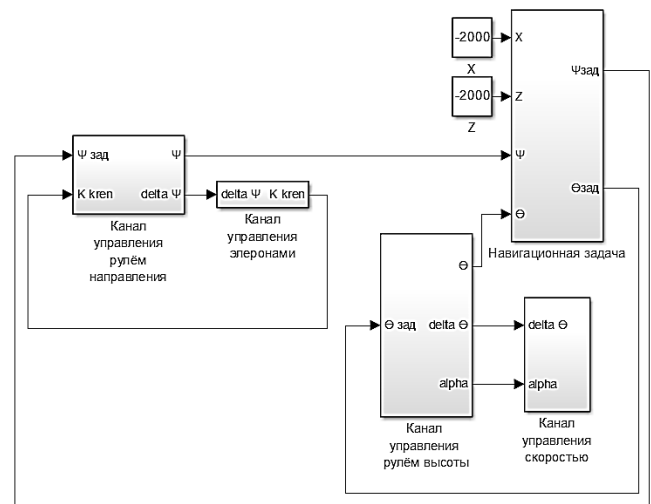 -2000
X
-2000
Z
X
Z
Ψ
Ѳ
Ψзад
Ѳзад
Навигационная задача
Ψ зад
K kren
Ψ
delta Ψ
Канал
управления
рулём
направления
delta Ψ K kren
Канал
управления
элеронами
Ѳ зад
Ѳ
delta Ѳ
alpha
Канал
управления
рулём высоты
delta Ѳ
alpha
Канал
управления
скоростью